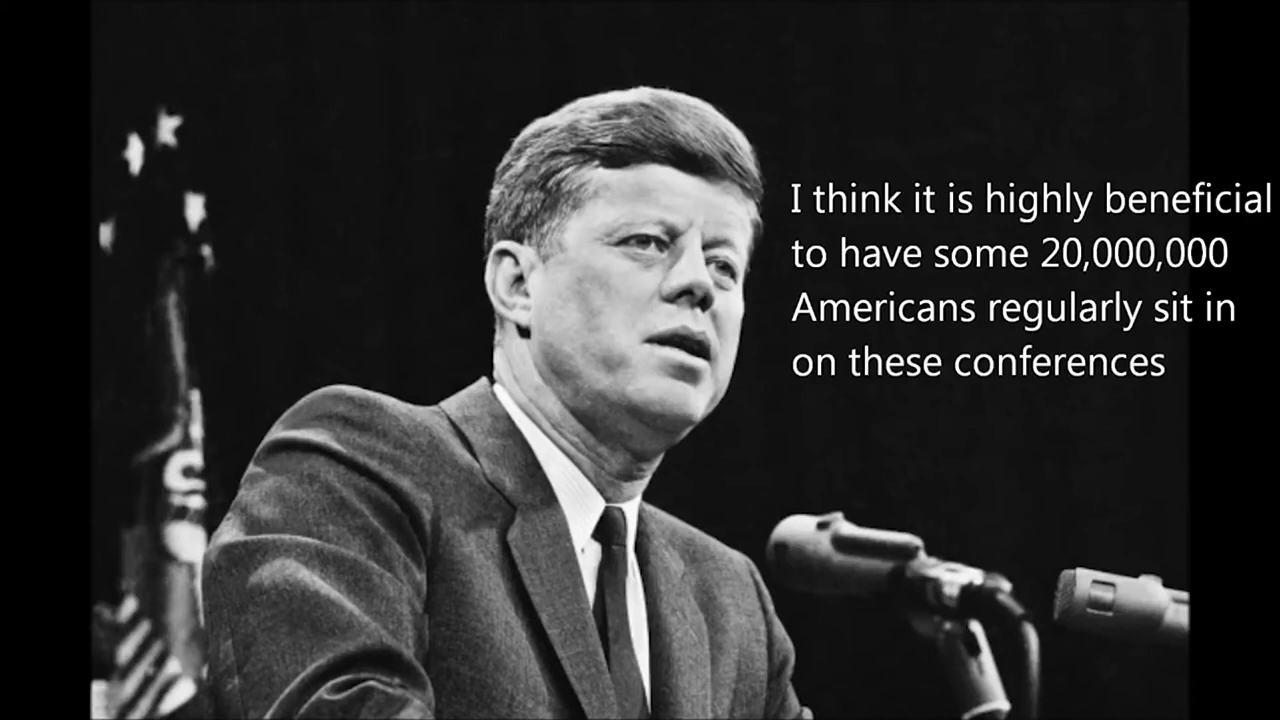 I think it is highly beneficial
to have some 20,000,000
Americans regularly sit in
on these conferences